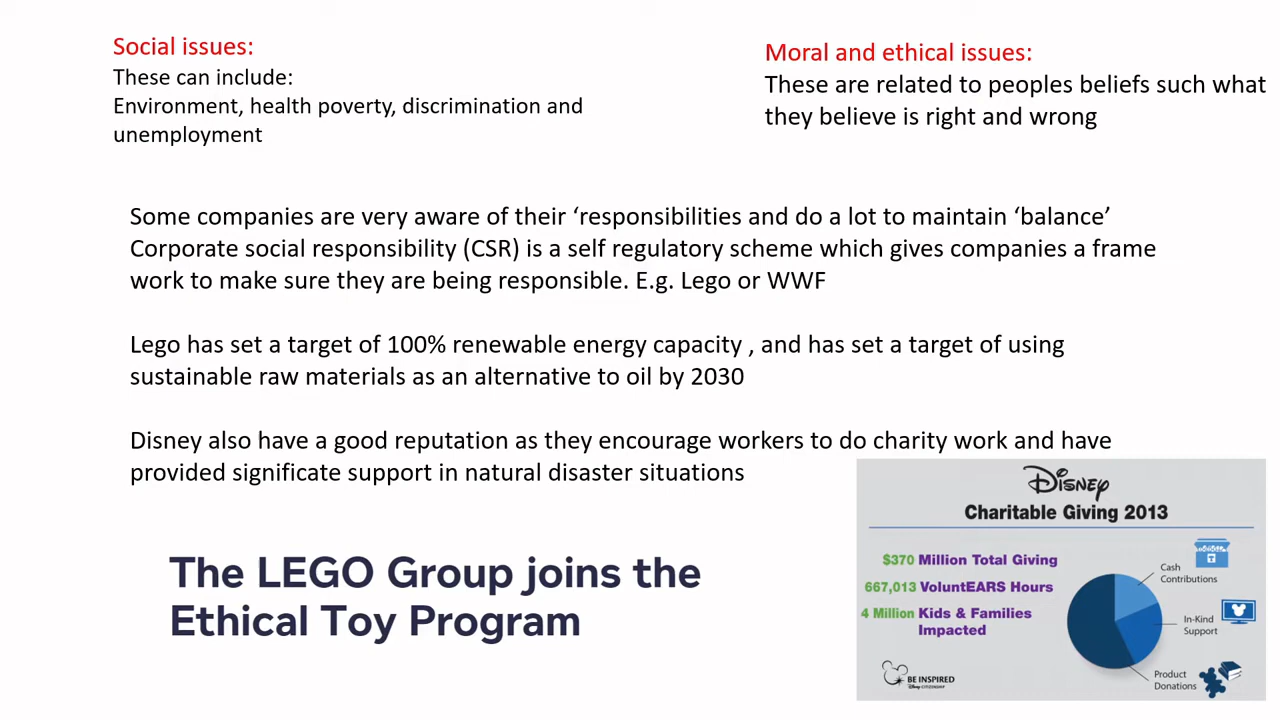 Social issues:
These can include:
Environment, health poverty, discrimination and
unemployment
Moral and ethical issues:
These are related to peoples beliefs such what
they believe is right and wrong
Some companies are very aware of their ‘responsibilities and do a lot to maintain ‘balance’
Corporate social responsibility (CSR) is a self regulatory scheme which gives companies a frame
work to make sure they are being responsible. E.g. Lego or WWF
Lego has set a target of 100% renewable energy capacity , and has set a target of using
sustainable raw materials as an alternative to oil by 2030
Disney also have a good reputation as they encourage workers to do charity work and have
provided significate support in natural disaster situations
The LEGO Group joins the
Ethical Toy Program
Disney
Charitable Giving 2013
$370 Million Total Giving
667,013 VoluntEARS Hours
4 Million Kids & Families
Impacted
Cash
Contributions
In-Kind
Support
Product
Donations
BE INSPIRED